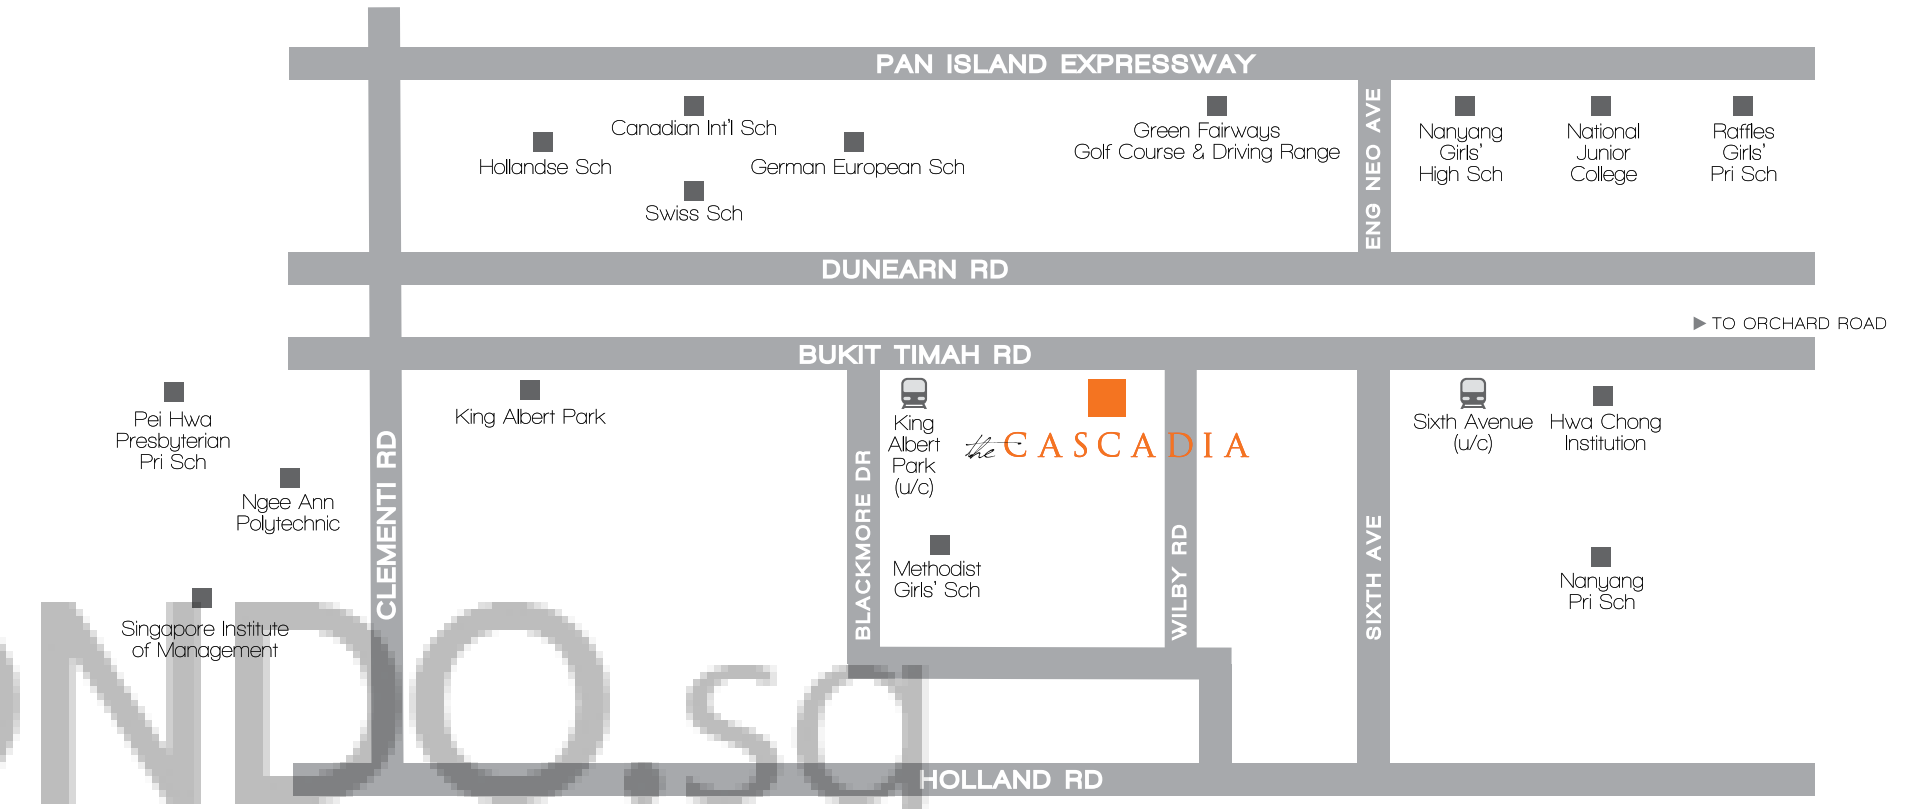 PAN ISLAND EXPRESSWAY
Canadian Int'l Sch
Hollandse Sch
German European Sch
Swiss Sch
Green Fairways
Golf Course & Driving Range
ENG NEO AVE
Nanyang
Girls'
High Sch
National
Junior
College
Raffles
Girls'
Pri Sch
DUNEARN RD
TO ORCHARD ROAD
BUKIT TIMAH RD
Pei Hwa
Presbyterian
Pri Sch
Ngee Ann
Polytechnic
Singapore Institute
of Management
CLEMENTI RD
King Albert Park
BLACKMORE DR
King
Albert
Park
(u/c)
the CASCADIA
Methodist
Girls' Sch
WILBY RD
SIXTH AVE
Sixth Avenue
(u/c)
Hwa Chong
Institution
Nanyang
Pri Sch
HOLLAND RD
NDO.sg